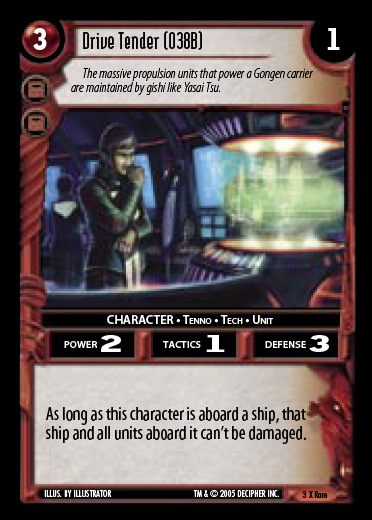 3 Drive Tender (038B) 1
The massive propulsion units that power a Gongen carrier
are maintained by gishi like Yasai Tsu.
CHARACTER • TENNO • TECH • UNIT
POWER 2 TACTICS 1 DEFENSE 3
As long as this character is aboard a ship, that
ship and all units aboard it can't be damaged.
ILLUS. BY ILLUSTRATOR TM & © 2005 DECIPHER INC. 3 X Rare